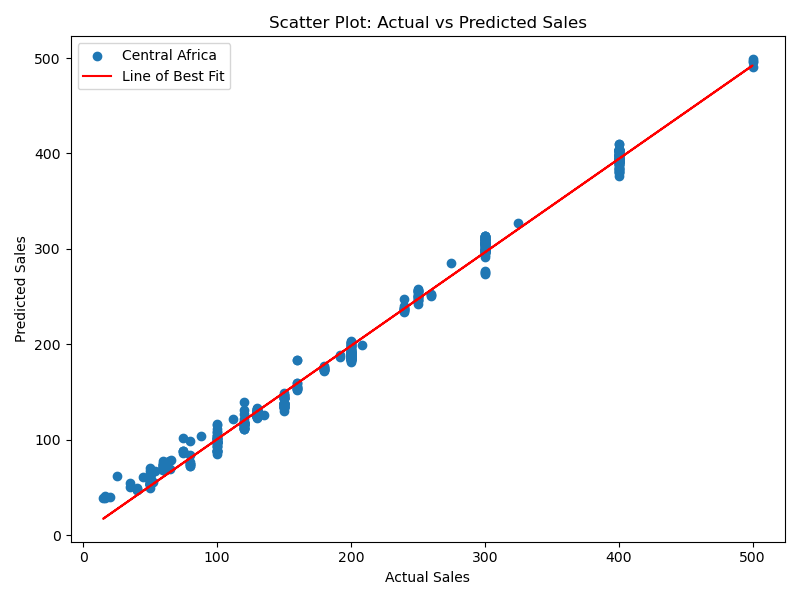 Scatter Plot: Actual vs Predicted Sales
Central Africa
Line of Best Fit
500
400
300
200
100
0
Predicted Sales
0 100 200 300 400 500
Actual Sales